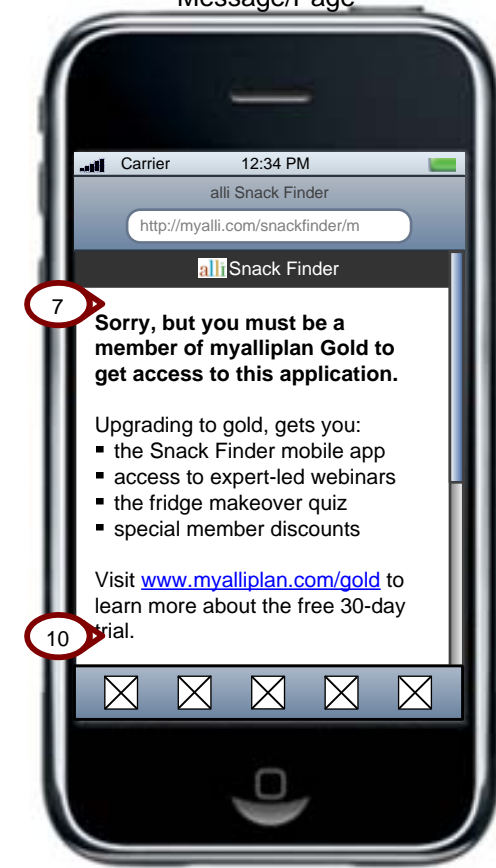 Message/Page
Carrier 12:34 PM
alli Snack Finder
http://myalli.com/snackfinder/m
alli Snack Finder
7
Sorry, but you must be a
member of myalliplan Gold to
get access to this application.
Upgrading to gold, gets you:
▪ the Snack Finder mobile app
▪ access to expert-led webinars
▪ the fridge makeover quiz
▪ special member discounts
Visit www.myalliplan.com/gold to
learn more about the free 30-day
10
trial.